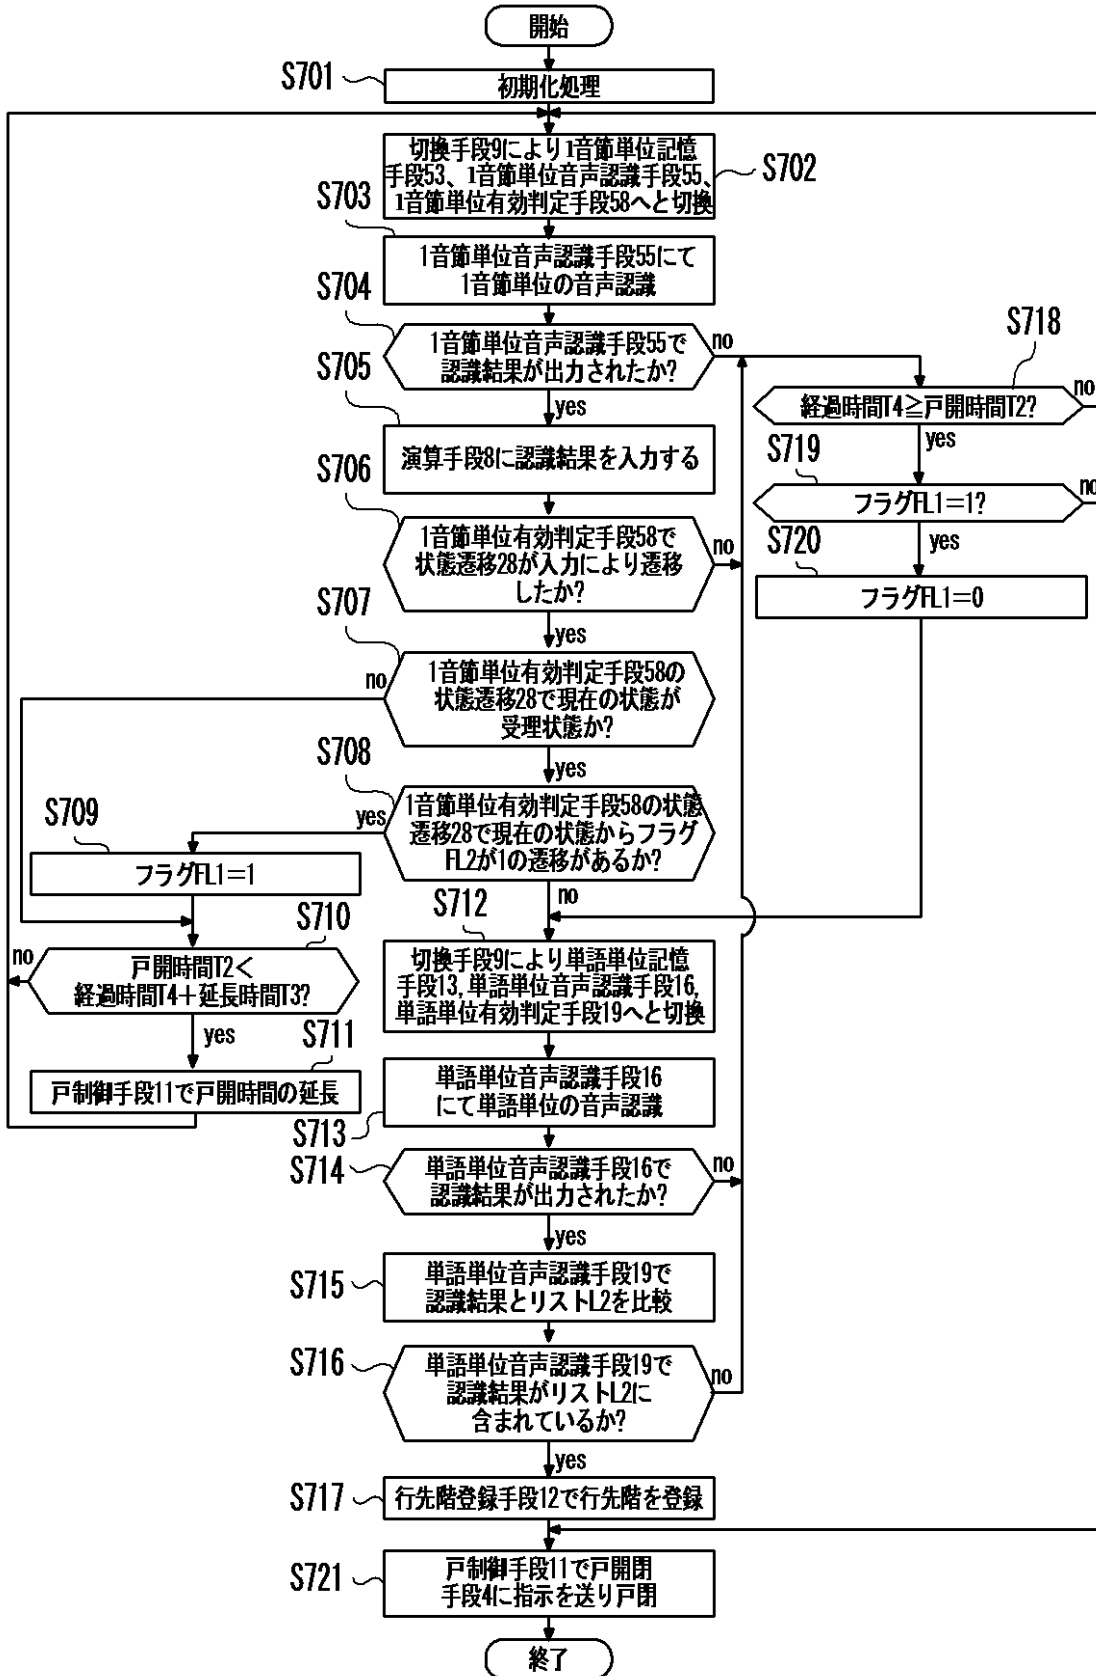 開始
S701
初期化処理
S702
切換手段9により1音節単位記憶
手段53、1音節単位音声認識手段55、
1音節単位有効判定手段58へと切換
S703
1音節単位音声認識手段55にて
1音節単位の音声認識
S704
1音節単位音声認識手段55で
認識結果が出力されたか?
no
yes
S705
演算手段8に認識結果を入力する
S706
1音節単位有効判定手段58で
状態遷移28が入力により遷移
したか?
no
yes
S707
1音節単位有効判定手段58の
状態遷移28で現在の状態が
受理状態か?
no
yes
S708
1音節単位有効判定手段58の状態
遷移28で現在の状態からフラグ
FL2が1の遷移があるか?
yes
no
S709
フラグFL1=1
S710
戸開時間T2<
経過時間T4+延長時間T3?
no
yes
S711
戸制御手段11で戸開時間の延長
S712
切換手段9により単語単位記憶
手段13,単語単位音声認識手段16,
単語単位有効判定手段19へと切換
S713
単語単位音声認識手段16
にて単語単位の音声認識
S714
単語単位音声認識手段16で
認識結果が出力されたか?
no
yes
S715
単語単位音声認識手段19で
認識結果とリストL2を比較
S716
単語単位音声認識手段19で
認識結果がリストL2に
含まれているか?
no
yes
S717
行先階登録手段12で行先階を登録
S718
経過時間T4≧戸開時間T2?
no
yes
S719
フラグFL1=1?
no
yes
S720
フラグFL1=0
S721
戸制御手段11で戸開閉
手段4に指示を送り戸閉
終了